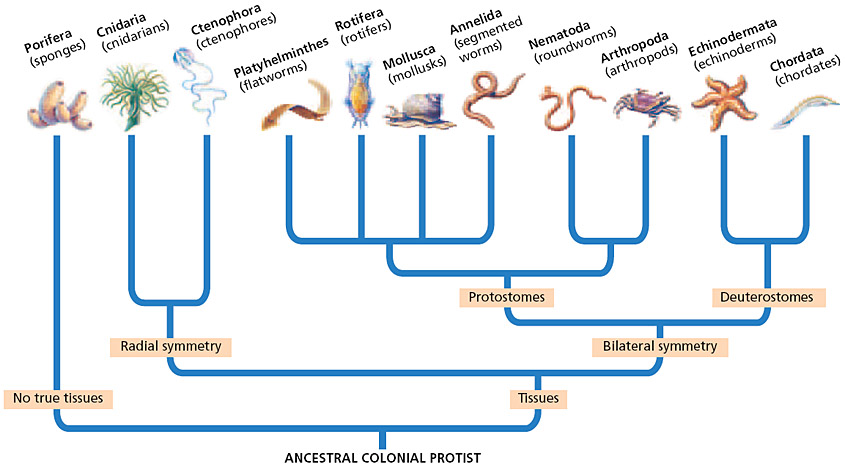 Porifera
(sponges)
Cnidaria
(cnidarians)
Ctenophora
(ctenophores)
Platyhelminthes
(flatworms)
Rotifera
(rotifers)
Mollusca
(mollusks)
Annelida
(segmented
worms)
Nematoda
(roundworms)
Arthropoda
(arthropods)
Echinodermata
(echinoderms)
Chordata
(chordates)
Protostomes
Deuterostomes
Radial symmetry
Bilateral symmetry
No true tissues
Tissues
ANCESTRAL COLONIAL PROTIST